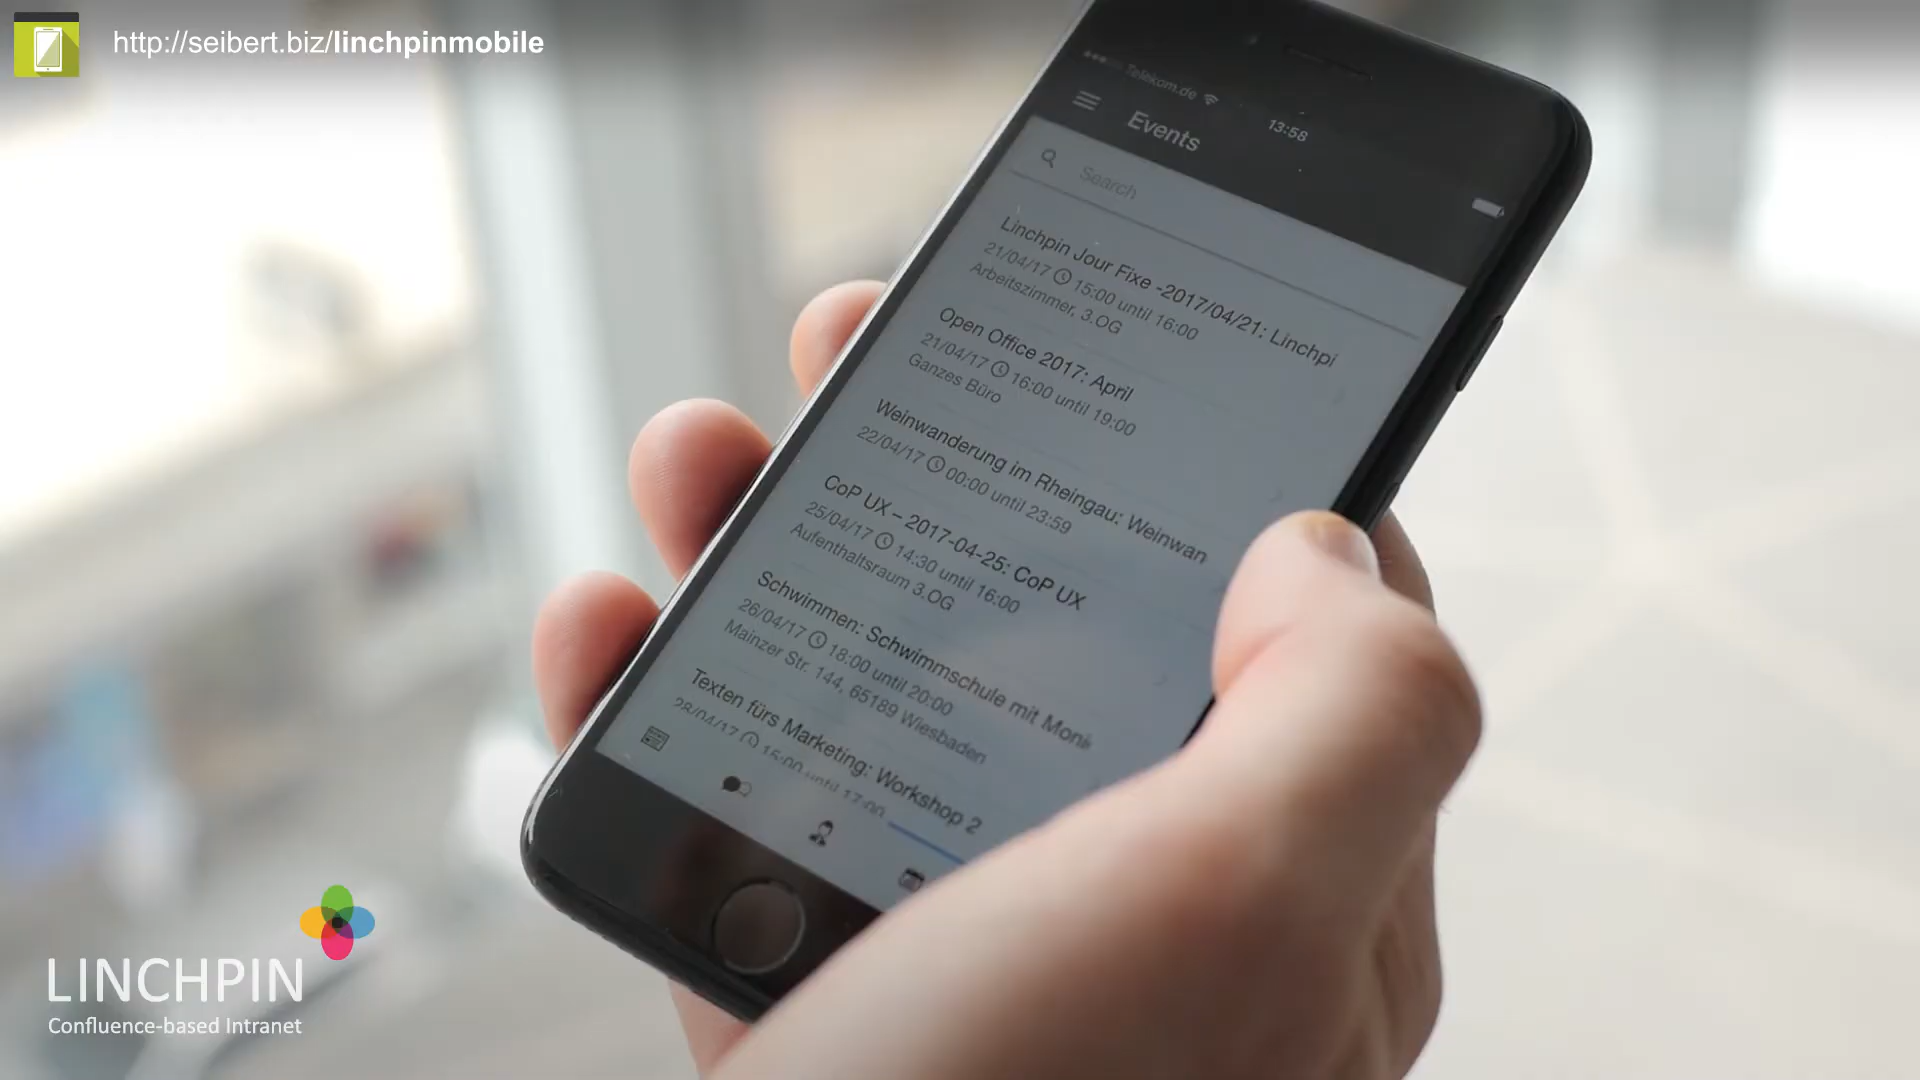 http://seibert.biz/linchpinmobile
Telekom.de
13:58
Events
Search
Linchpin Jour Fixe -2017/04/21: Linchpi
21/04/17 15:00 until 16:00
Arbeitszimmer, 3.OG
Open Office 2017: April
21/04/17 16:00 until 19:00
Ganzes Büro
Weinwanderung im Rheingau: Weinwan
22/04/17 00:00 until 23:59
CoP UX – 2017-04-25: CoP UX
25/04/17 14:30 until 16:00
Aufenthaltsraum 3.OG
Schwimmen: Schwimmschule mit Moni
26/04/17 18:00 until 20:00
Mainzer Str. 144, 65189 Wiesbaden
Texten fürs Marketing: Workshop 2
28/04/17 15:00 until 17:00
LINCHPIN
Confluence-based Intranet